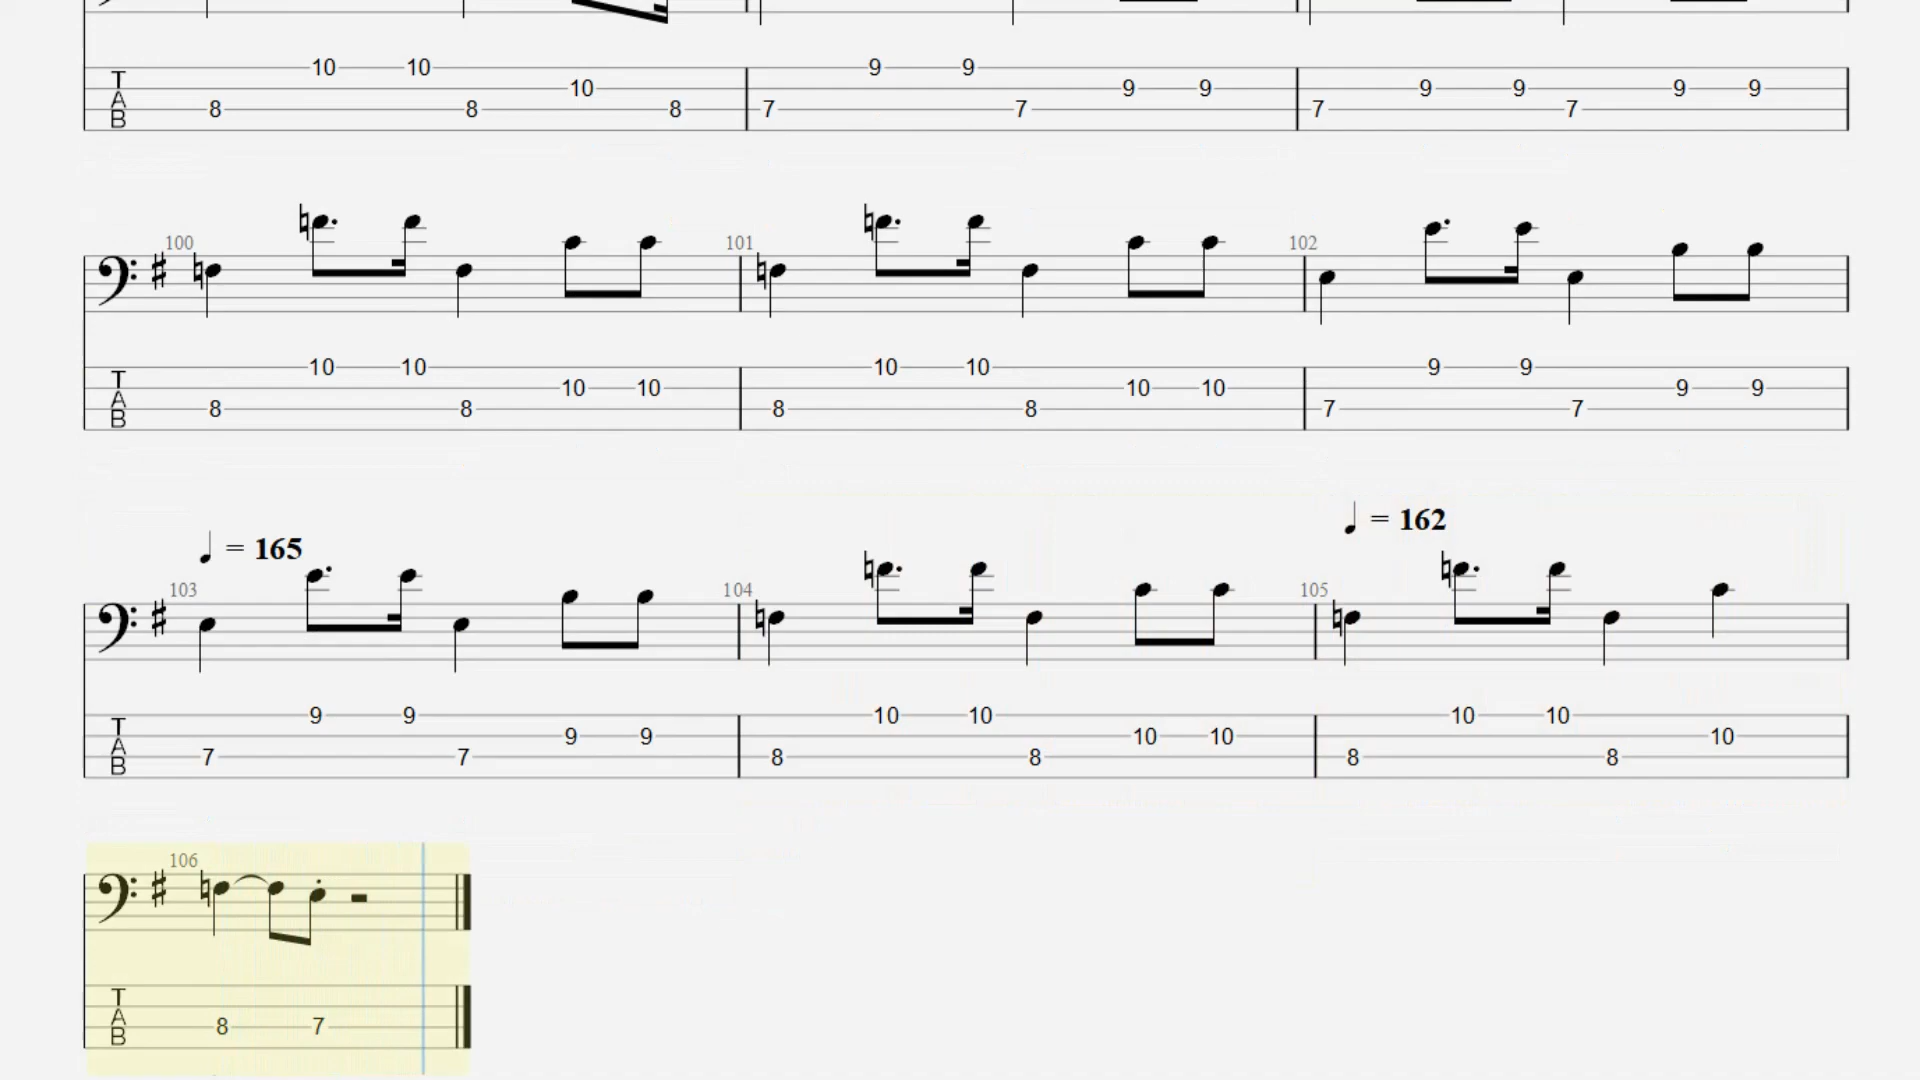 10 10 9 9
T 10 9 9 9 9 9 9
A 8 8 8 7 7 7 7
B
100 101 102
T 10 10 10 10 9 9
10 10 10 10 9 9
A 8 8 8 8 7 7
B
= 165 = 162
103 104 105
T 9 9 10 10 10 10
9 9 10 10 10
A 7 7 8 8 8 8
B
106
T
A 8 7
B